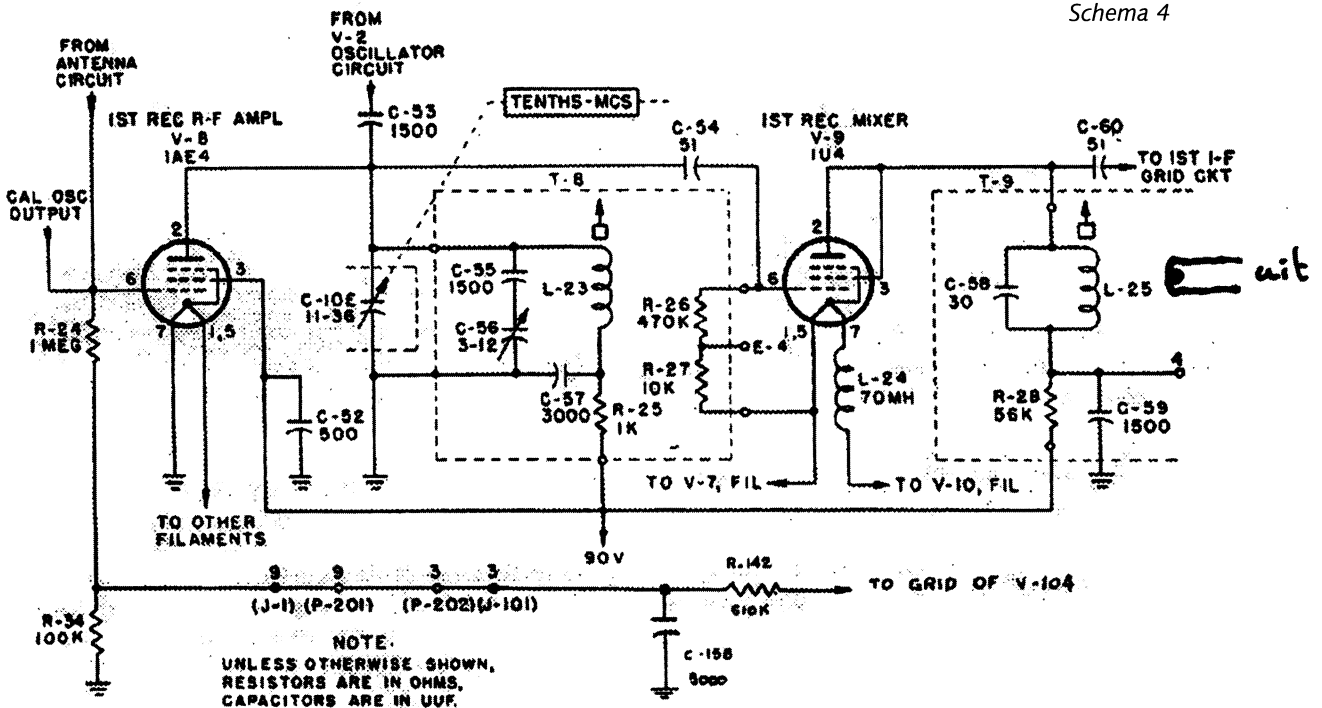 Schema 4
FROM
ANTENNA
CIRCUIT
FROM
V-2
OSCILLATOR
CIRCUIT
C-53
1500
TENTHS-MCS
1ST REC R-F AMPL
V-8
1AE4
C-54
51
1ST REC MIXER
V-9
1U4
C-60
51
TO 1ST I-F
GRID CKT
T-8
T-9
CAL OSC
OUTPUT
2
6
3
7
1,5
R-24
1 MEG
C-10E
11-36
C-55
1500
C-56
3-12
L-23
C-57
3000
R-25
1K
R-26
470K
E-4
R-27
10K
2
6
3
1,5
7
L-24
70MH
C-58
30
L-25
uit
R-28
56K
C-59
1500
4
C-52
500
TO OTHER
FILAMENTS
TO V-7, FIL
TO V-10, FIL
90V
9
9
3
3
(J-1)
(P-201)
(P-202)
(J-101)
R.142
610K
TO GRID OF V-104
R-34
100K
C-158
5000
NOTE.
UNLESS OTHERWISE SHOWN,
RESISTORS ARE IN OHMS,
CAPACITORS ARE IN UUF.